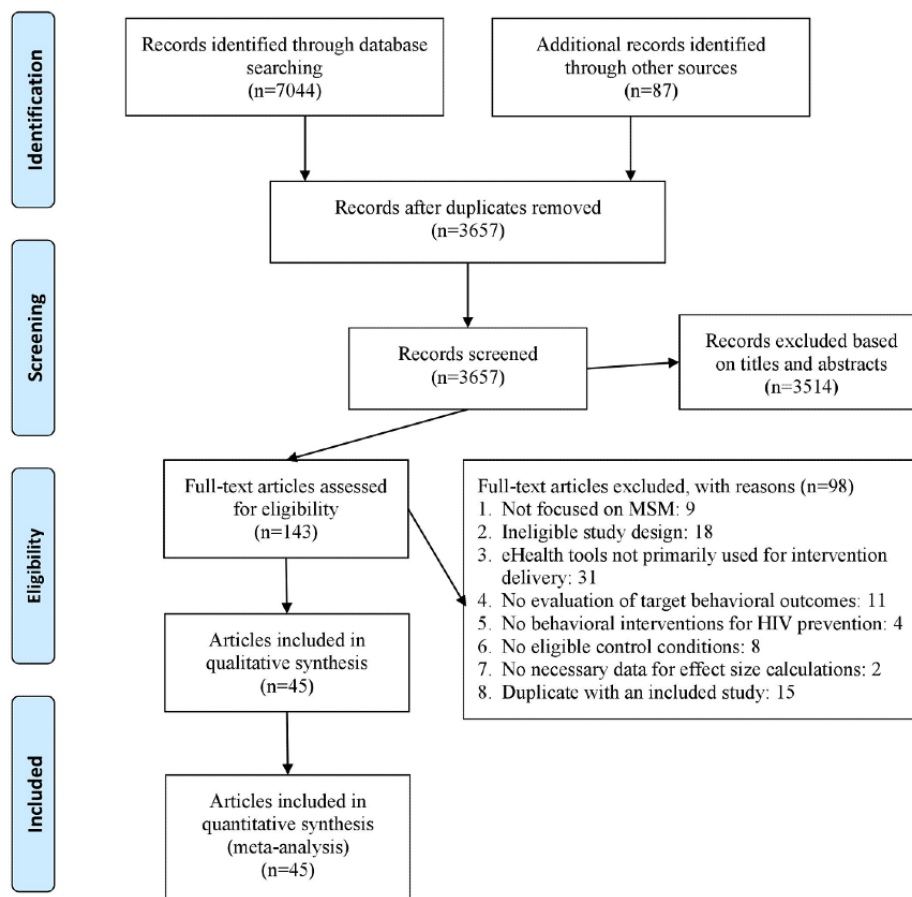 Identification
Records identified through database
searching
(n=7044)
Additional records identified
through other sources
(n=87)
Records after duplicates removed
(n=3657)
Screening
Records screened
(n=3657)
Records excluded based
on titles and abstracts
(n=3514)
Eligibility
Full-text articles assessed
for eligibility
(n=143)
Full-text articles excluded, with reasons (n=98)
1. Not focused on MSM: 9
2. Ineligible study design: 18
3. eHealth tools not primarily used for intervention
delivery: 31
4. No evaluation of target behavioral outcomes: 11
5. No behavioral interventions for HIV prevention: 4
6. No eligible control conditions: 8
7. No necessary data for effect size calculations: 2
8. Duplicate with an included study: 15
Articles included in
qualitative synthesis
(n=45)
Included
Articles included in
quantitative synthesis
(meta-analysis)
(n=45)